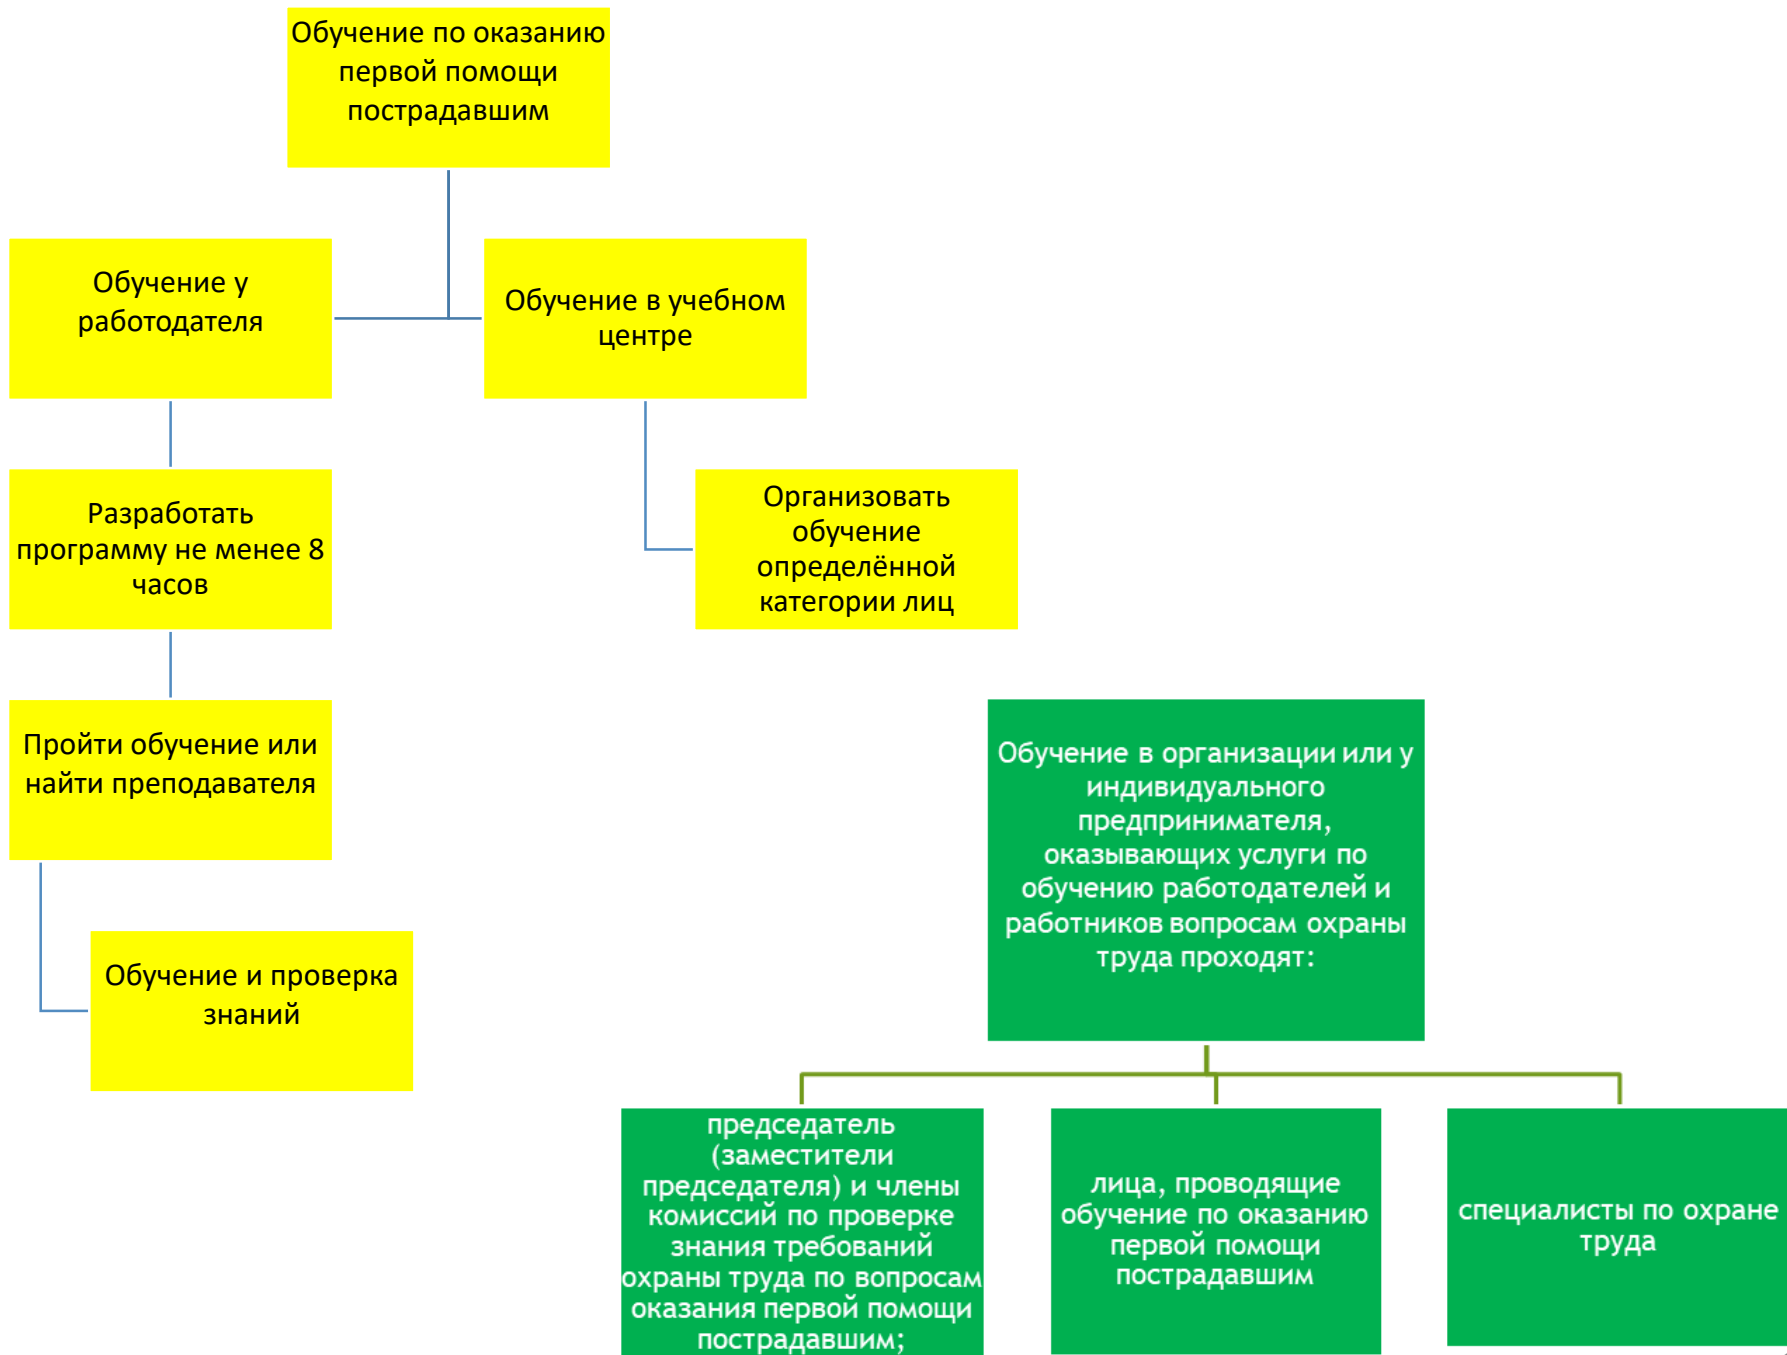 Обучение по оказанию
первой помощи
пострадавшим
Обучение у
работодателя
Обучение в учебном
центре
Разработать
программу не менее 8
часов
Организовать
обучение
определённой
категории лиц
Пройти обучение или
найти преподавателя
Обучение и проверка
знаний
Обучение в организации или у
индивидуального
предпринимателя,
оказывающих услуги по
обучению работодателей и
работников вопросам охраны
труда проходят:
председатель
(заместители
председателя) и члены
комиссий по проверке
знания требований
охраны труда по вопросам
оказания первой помощи
пострадавшим;
лица, проводящие
обучение по оказанию
первой помощи
пострадавшим
специалисты по охране
труда